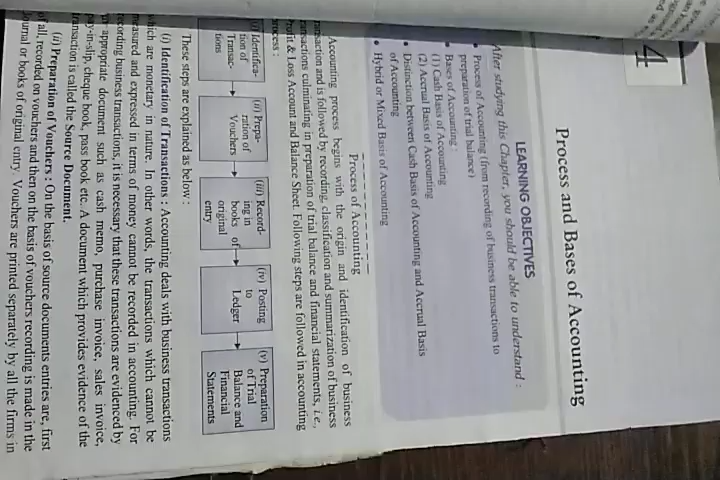 4
Process and Bases of Accounting
LEARNING OBJECTIVES
After studying this Chapter, you should be able to understand :
• Process of Accounting (from recording of business transactions to
preparation of trial balance)
• Bases of Accounting :
(1) Cash Basis of Accounting
(2) Accrual Basis of Accounting
• Distinction between Cash Basis of Accounting and Accrual Basis
of Accounting
• Hybrid or Mixed Basis of Accounting
Process of Accounting
Accounting process begins with the origin and identification of business
transaction and is followed by recording, classification and summarization of business
transactions culminating in preparation of trial balance and financial statements, i.e.,
Profit & Loss Account and Balance Sheet. Following steps are followed in accounting
process :
(i) Identifica-
tion of
Transac-
tions
(ii) Prepa-
ration of
Vouchers
(iii) Record-
ing in
books of
original
entry
(iv) Posting
to
Ledger
(v) Preparation
of Trial
Balance and
Financial
Statements
These steps are explained as below :
(i) Identification of Transactions : Accounting deals with business transactions
which are monetary in nature. In other words, the transactions which cannot be
measured and expressed in terms of money cannot be recorded in accounting. For
recording business transactions, it is necessary that these transactions are evidenced by
appropriate document such as cash memo, purchase invoice, sales invoice,
pay-in-slip, cheque book, pass book etc. A document which provides evidence of the
transaction is called the Source Document.
(ii) Preparation of Vouchers : On the basis of source documents entries are, first
of all, recorded on vouchers and then on the basis of vouchers recording is made in the
Journal or books of original entry. Vouchers are printed separately by all the firms in